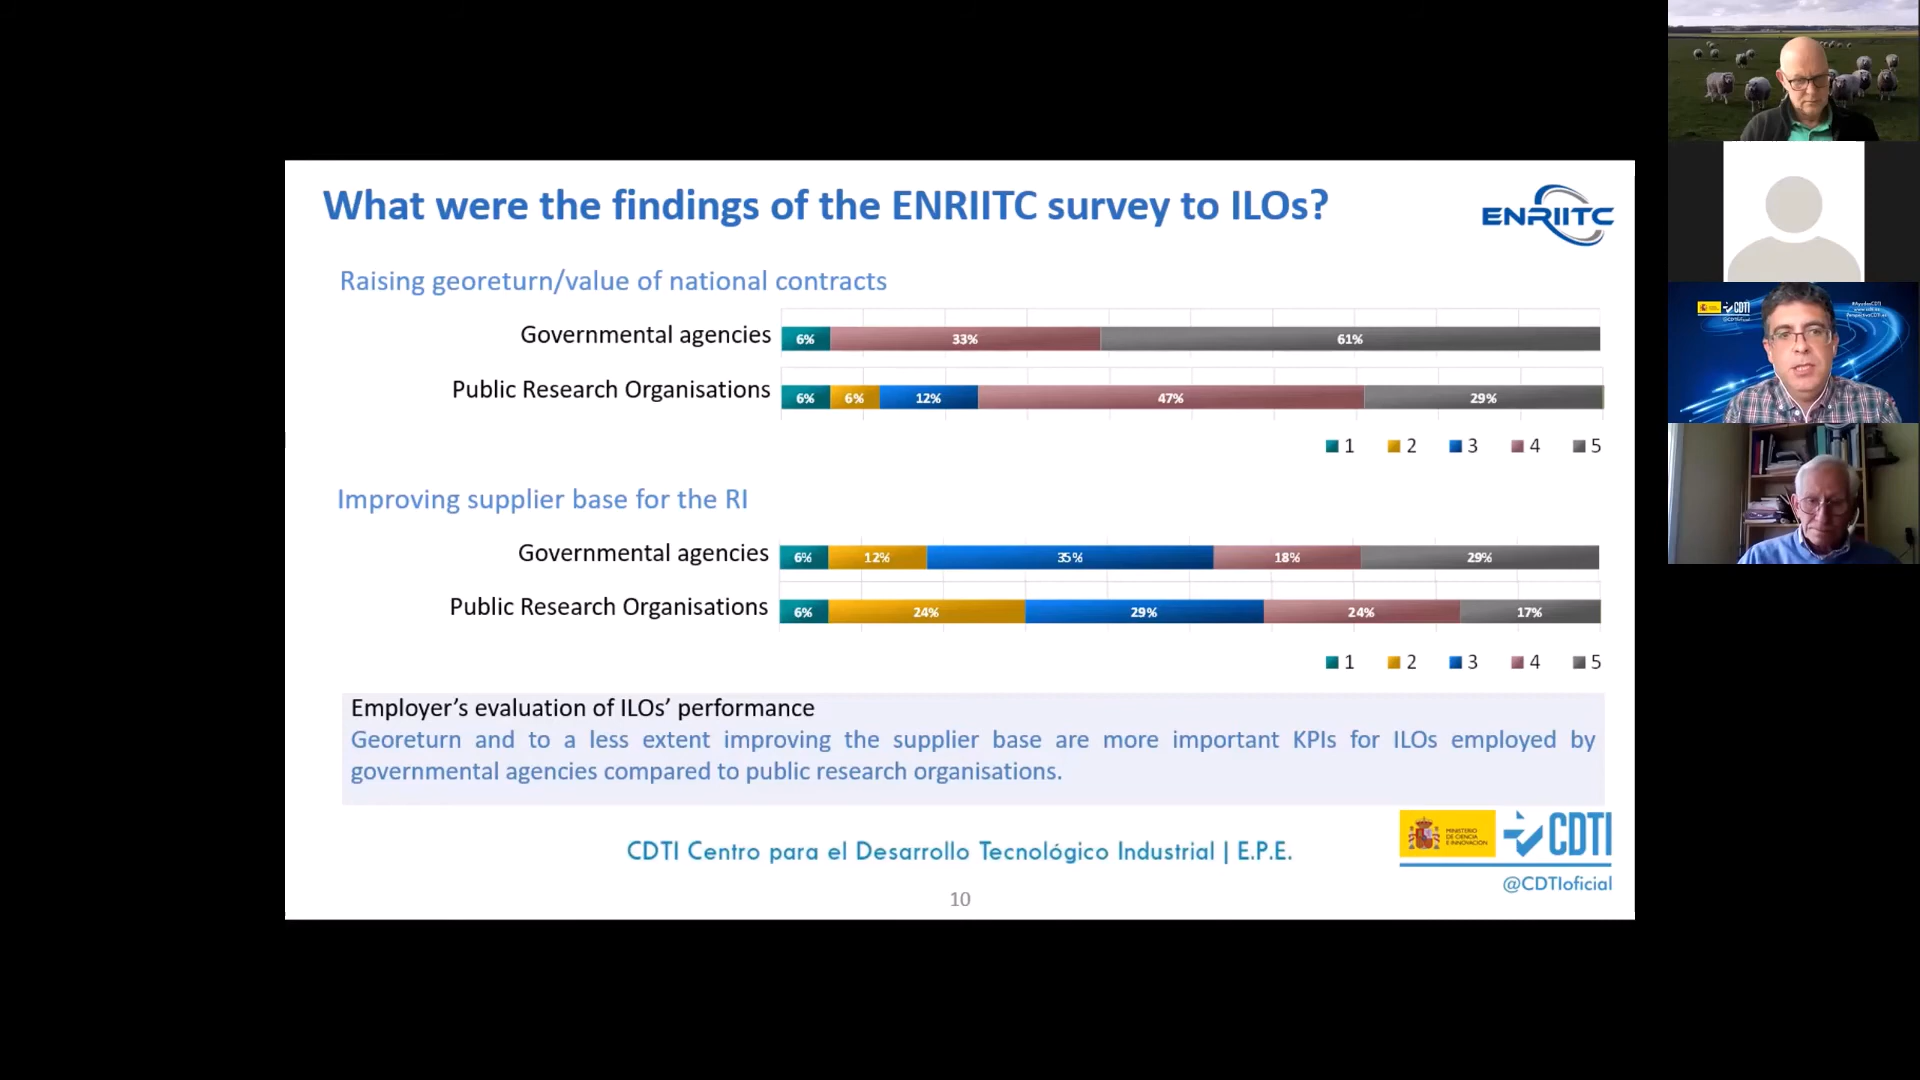 What were the findings of the ENRIITC survey to ILOs?
ENRIITC
Raising georeturn/value of national contracts
Governmental agencies 6% 33% 61%
Public Research Organisations 6% 6% 12% 47% 29%
1 2 3 4 5
Improving supplier base for the RI
Governmental agencies 6% 12% 35% 18% 29%
Public Research Organisations 6% 24% 29% 24% 17%
1 2 3 4 5
Employer’s evaluation of ILOs’ performance
Georeturn and to a less extent improving the supplier base are more important KPIs for ILOs employed by
governmental agencies compared to public research organisations.
MINISTERIO
DE CIENCIA
E INNOVACIÓN
CDTI
@CDTIoficial
CDTI Centro para el Desarrollo Tecnológico Industrial | E.P.E.
10
CDTI